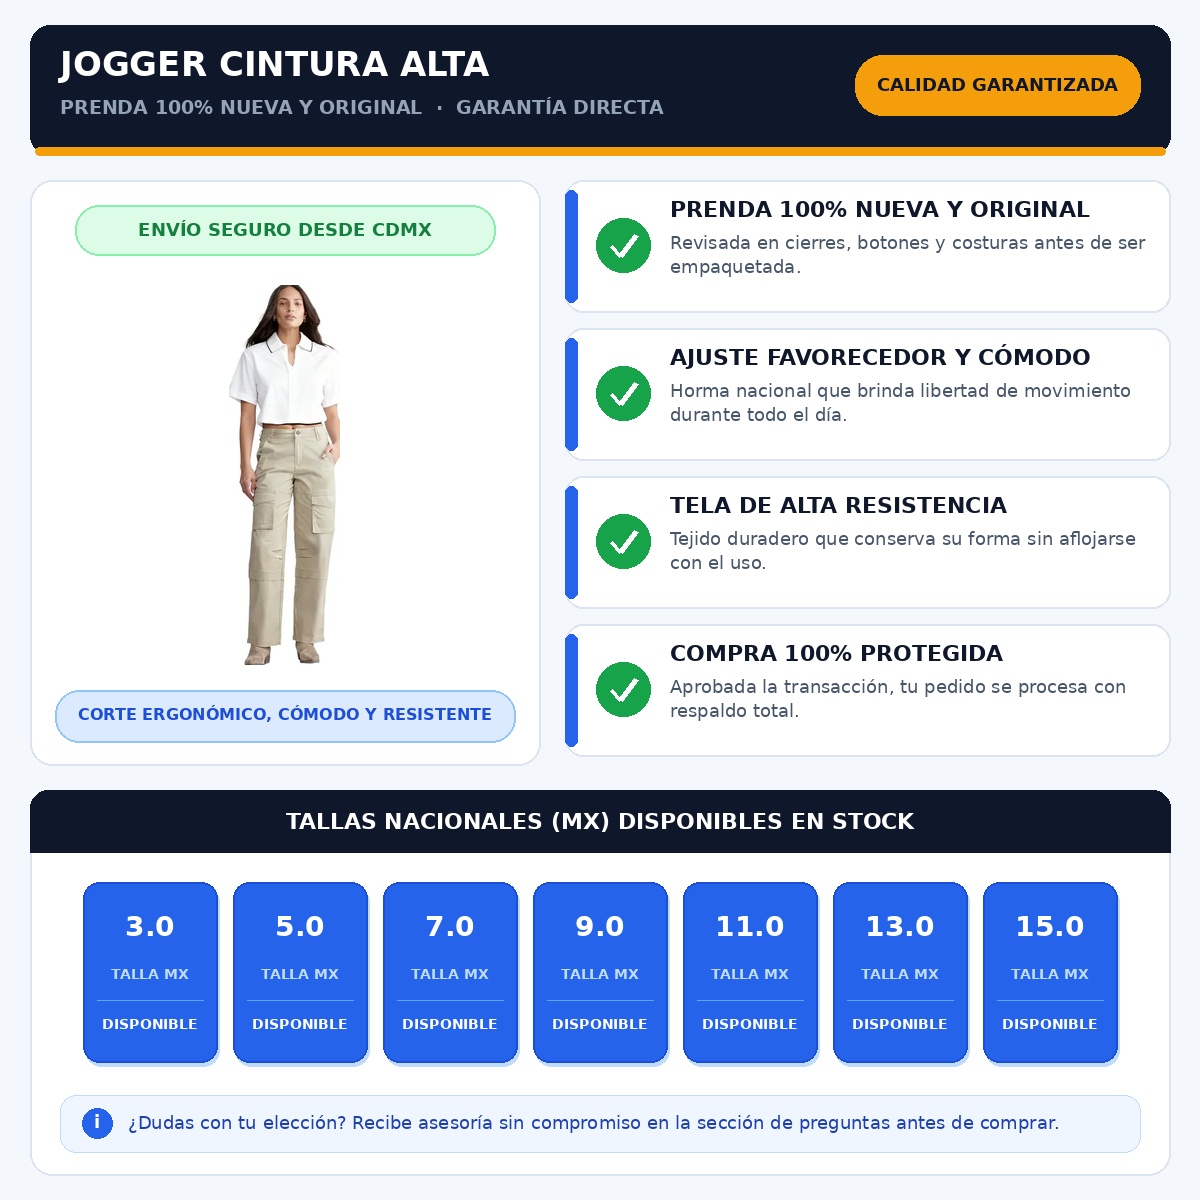 JOGGER CINTURA ALTA
PRENDA 100% NUEVA Y ORIGINAL · GARANTÍA DIRECTA
CALIDAD GARANTIZADA
ENVÍO SEGURO DESDE CDMX
CORTE ERGONÓMICO, CÓMODO Y RESISTENTE
PRENDA 100% NUEVA Y ORIGINAL
Revisada en cierres, botones y costuras antes de ser
empaquetada.
AJUSTE FAVORECEDOR Y CÓMODO
Horma nacional que brinda libertad de movimiento
durante todo el día.
TELA DE ALTA RESISTENCIA
Tejido duradero que conserva su forma sin aflojarse
con el uso.
COMPRA 100% PROTEGIDA
Aprobada la transacción, tu pedido se procesa con
respaldo total.
TALLAS NACIONALES (MX) DISPONIBLES EN STOCK
3.0
TALLA MX
DISPONIBLE
5.0
TALLA MX
DISPONIBLE
7.0
TALLA MX
DISPONIBLE
9.0
TALLA MX
DISPONIBLE
11.0
TALLA MX
DISPONIBLE
13.0
TALLA MX
DISPONIBLE
15.0
TALLA MX
DISPONIBLE
i ¿Dudas con tu elección? Recibe asesoría sin compromiso en la sección de preguntas antes de comprar.